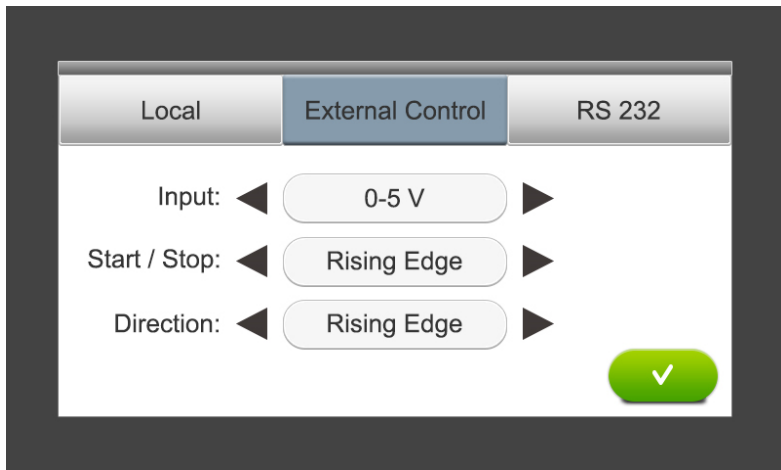 Local External Control RS 232
Input: 0-5 V
Start / Stop: Rising Edge
Direction: Rising Edge